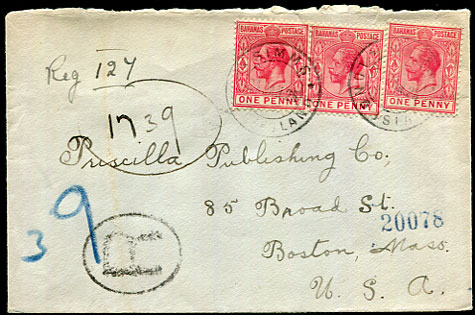 BAHAMAS POSTAGE BAHAMAS POSTAGE BAHAMAS POSTAGE
ONE PENNY ONE PENNY ONE PENNY
Reg 127
1739
Priscilla Publishing Co;
85 Broad St.
20078
Boston, Mass.
U. S. A.
3 9
R